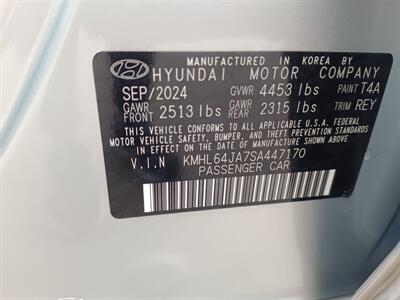 MANUFACTURED IN KOREA
HYUNDAI MOTOR COMPANY
SEP/2024 GVWR 4453 lbs PAINT T4A
GAWR FRONT 2513 lbs GAWR REAR 2315 lbs TRIM REY
THIS VEHICLE CONFORMS TO ALL APPLICABLE U.S.A. FEDERAL
MOTOR VEHICLE SAFETY, BUMPER, AND THEFT PREVENTION
STANDARDS IN EFFECT ON THE DATE OF MANUFACTURE SHOWN ABOVE.
V.I.N KMHL64JA7SA447170
PASSENGER CAR